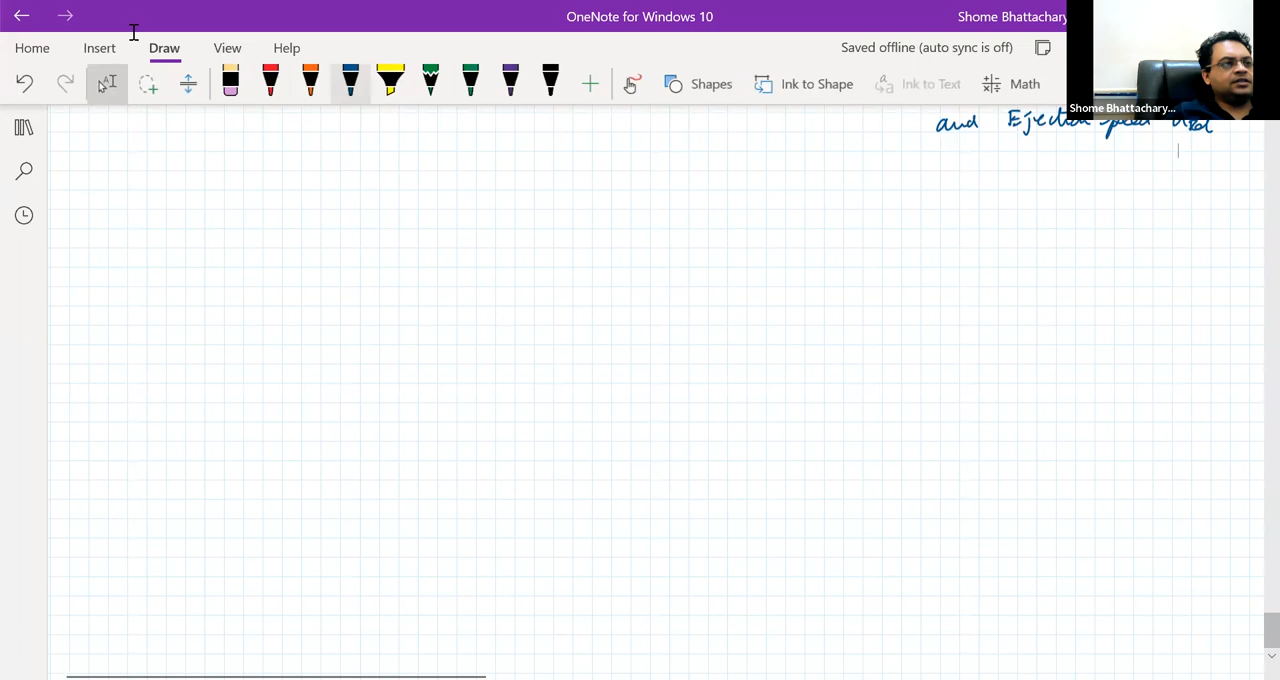 OneNote for Windows 10
Shome Bhattachary
Home Insert Draw View Help
Saved offline (auto sync is off)
Shapes Ink to Shape Ink to Text Math
Shome Bhattachary...
and Ejection speed